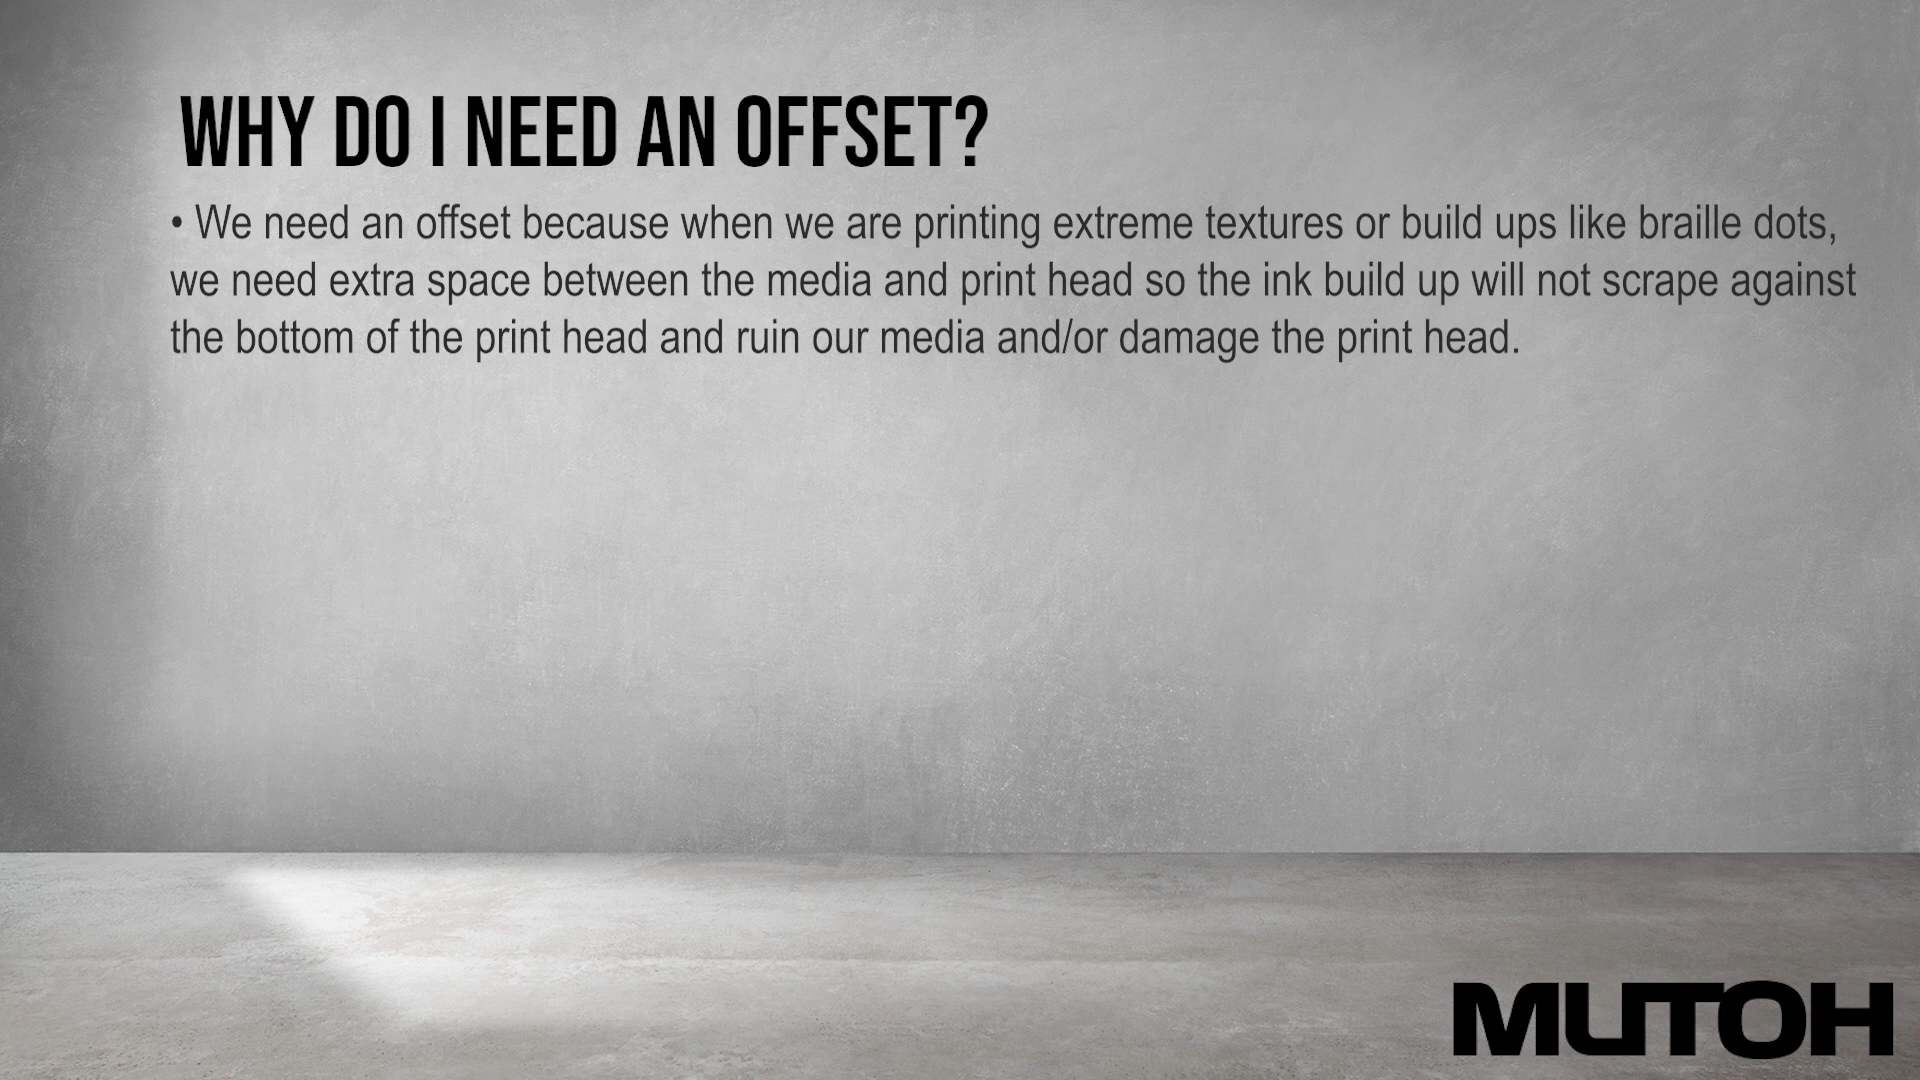 WHY DO I NEED AN OFFSET?
• We need an offset because when we are printing extreme textures or build ups like braille dots,
we need extra space between the media and print head so the ink build up will not scrape against
the bottom of the print head and ruin our media and/or damage the print head.
MUTOH